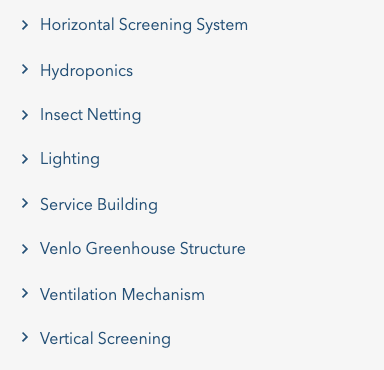 Horizontal Screening System
Hydroponics
Insect Netting
Lighting
Service Building
Venlo Greenhouse Structure
Ventilation Mechanism
Vertical Screening